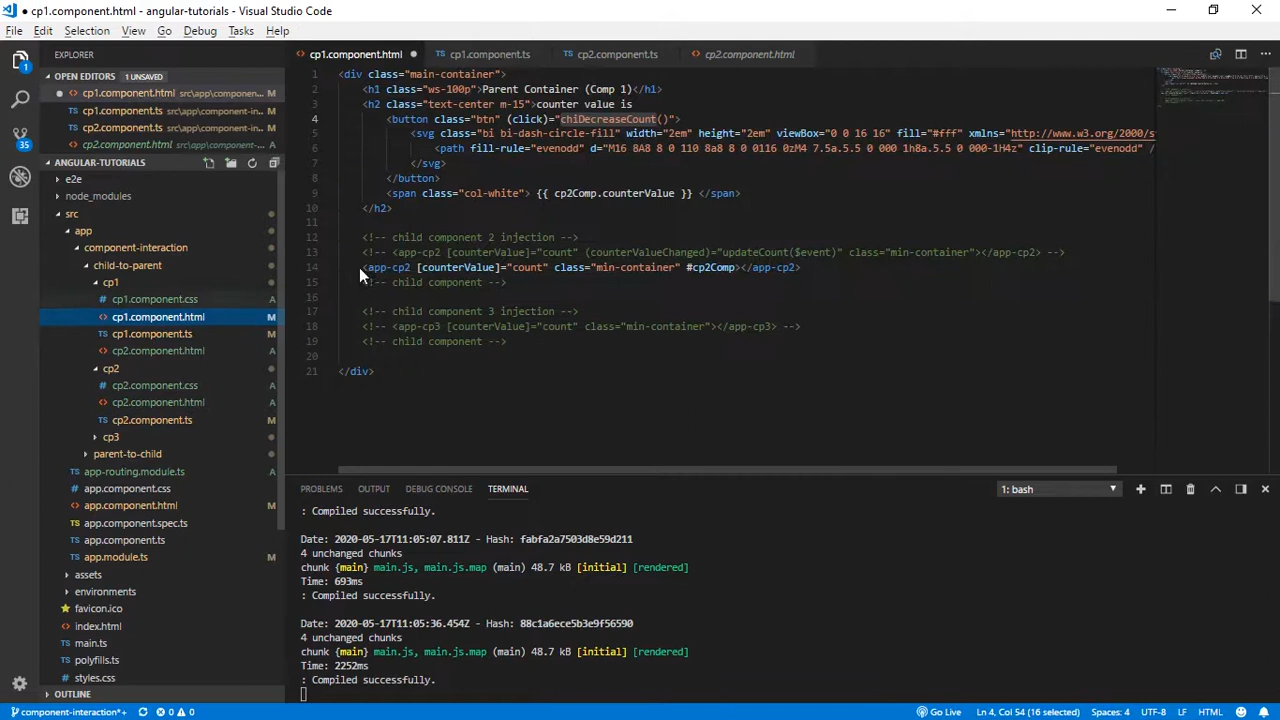 ● cp1.component.html - angular-tutorials - Visual Studio Code
File Edit Selection View Go Debug Tasks Help
EXPLORER
cp1.component.html ●
cp1.component.ts
cp2.component.ts
cp2.component.html
OPEN EDITORS 1 UNSAVED
cp1.component.html src\app\componen... M
cp1.component.ts src\app\component-in... M
cp2.component.ts src\app\component-in... M
cp2.component.html src\app\component-... A
ANGULAR-TUTORIALS
e2e
node_modules
src
app
component-interaction
child-to-parent
cp1
cp1.component.css A
cp1.component.html M
cp1.component.ts M
cp2.component.html A
cp2
cp2.component.css A
cp2.component.html A
cp2.component.ts M
cp3
parent-to-child
app-routing.module.ts A
app.component.css
app.component.html M
app.component.spec.ts
app.component.ts
app.module.ts M
assets
environments
favicon.ico
index.html
main.ts
polyfills.ts
styles.css
OUTLINE
1
35
1 <div class="main-container">
2 <h1 class="ws-100p">Parent Container (Comp 1)</h1>
3 <h2 class="text-center m-15">counter value is
4 <button class="btn" (click)="chiDecreaseCount()">
5 <svg class="bi bi-dash-circle-fill" width="2em" height="2em" viewBox="0 0 16 16" fill="#fff" xmlns="http://www.w3.org/2000/s
6 <path fill-rule="evenodd" d="M16 8A8 8 0 110 8a8 8 0 0116 0zM4 7.5a.5.5 0 000 1h8a.5.5 0 000-1H4z" clip-rule="evenodd" /
7 </svg>
8 </button>
9 <span class="col-white"> {{ cp2Comp.counterValue }} </span>
10 </h2>
11
12 <!-- child component 2 injection -->
13 <!-- <app-cp2 [counterValue]="count" (counterValueChanged)="updateCount($event)" class="min-container"></app-cp2> -->
14 <app-cp2 [counterValue]="count" class="min-container" #cp2Comp></app-cp2>
15 <!-- child component -->
16
17 <!-- child component 3 injection -->
18 <!-- <app-cp3 [counterValue]="count" class="min-container"></app-cp3> -->
19 <!-- child component -->
20
21 </div>
PROBLEMS OUTPUT DEBUG CONSOLE TERMINAL 1: bash
: Compiled successfully.
Date: 2020-05-17T11:05:07.811Z - Hash: fabfa2a7503d8e59d211
4 unchanged chunks
chunk {main} main.js, main.js.map (main) 48.7 kB [initial] [rendered]
Time: 693ms
: Compiled successfully.
Date: 2020-05-17T11:05:36.454Z - Hash: 88c1a6ece5b3e9f56590
4 unchanged chunks
chunk {main} main.js, main.js.map (main) 48.7 kB [initial] [rendered]
Time: 2252ms
: Compiled successfully.
component-interaction*+ 0 0 Go Live Ln 4, Col 54 (16 selected) Spaces: 4 UTF-8 LF HTML